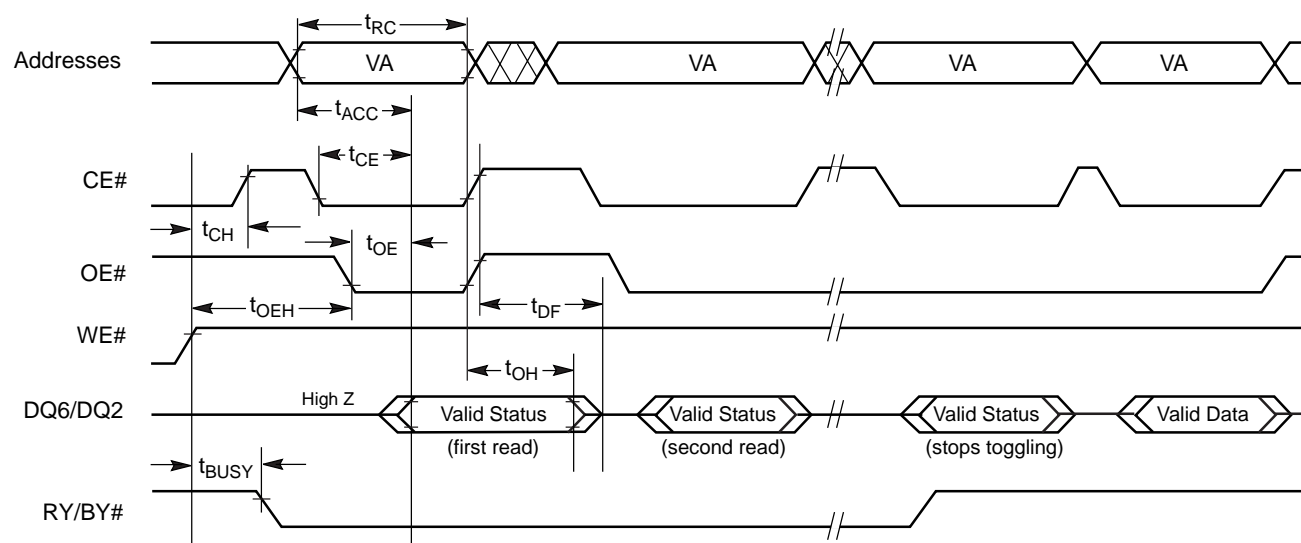 tRC
Addresses VA VA VA VA
tACC
tCE
CE#
tCH tOE
OE#
tOEH tDF
WE#
tOH
High Z
DQ6/DQ2 Valid Status Valid Status Valid Status Valid Data
(first read) (second read) (stops toggling)
tBUSY
RY/BY#